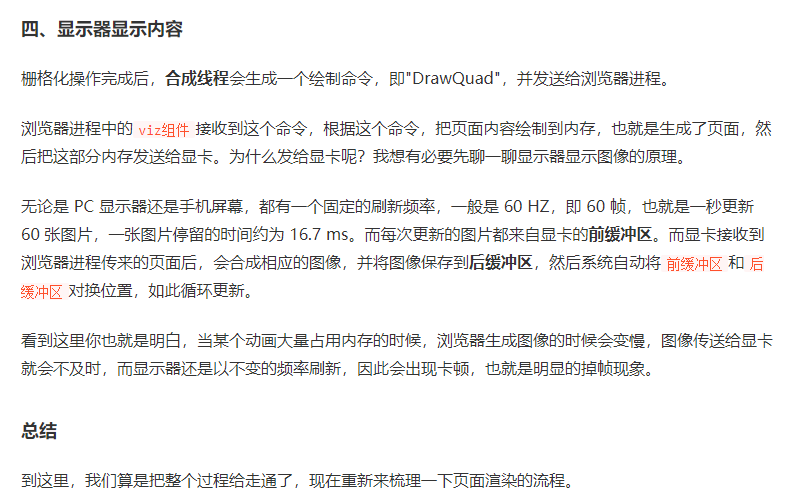 四、显示器显示内容
栅格化操作完成后，合成线程会生成一个绘制命令，即"DrawQuad"，并发送给浏览器进程。
浏览器进程中的viz组件接收到这个命令，根据这个命令，把页面内容绘制到内存，也就是生成了页面，然
后把这部分内存发送给显卡。为什么发给显卡呢？我想有必要先聊一聊显示器显示图像的原理。
无论是 PC 显示器还是手机屏幕，都有一个固定的刷新频率，一般是 60 HZ，即 60 帧，也就是一秒更新
60 张图片，一张图片停留的时间约为 16.7 ms。而每次更新的图片都来自显卡的前缓冲区。而显卡接收到
浏览器进程传来的页面后，会合成相应的图像，并将图像保存到后缓冲区，然后系统自动将 前缓冲区 和 后
缓冲区 对换位置，如此循环更新。
看到这里你也就是明白，当某个动画大量占用内存的时候，浏览器生成图像的时候会变慢，图像传送给显卡
就会不及时，而显示器还是以不变的频率刷新，因此会出现卡顿，也就是明显的掉帧现象。
总结
到这里，我们算是把整个过程给走通了，现在重新来梳理一下页面渲染的流程。